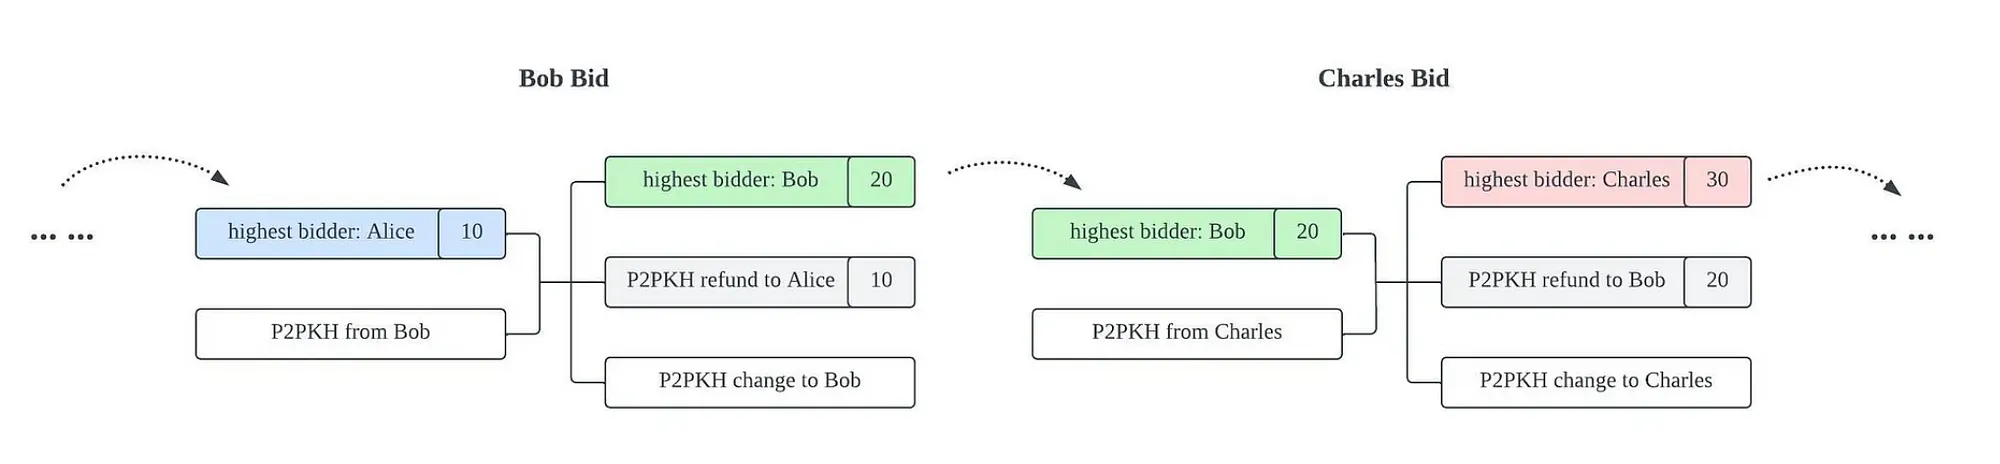 Bob Bid
Charles Bid
highest bidder: Alice 10
P2PKH from Bob
highest bidder: Bob 20
P2PKH refund to Alice 10
P2PKH change to Bob
highest bidder: Bob 20
P2PKH from Charles
highest bidder: Charles 30
P2PKH refund to Bob 20
P2PKH change to Charles
... ...
... ...